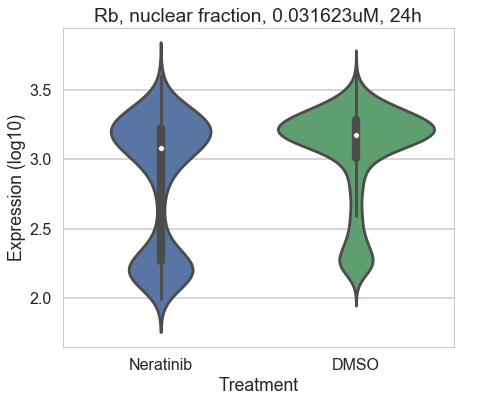 Rb, nuclear fraction, 0.031623uM, 24h
Expression (log10)
3.5
3.0
2.5
2.0
Neratinib DMSO
Treatment